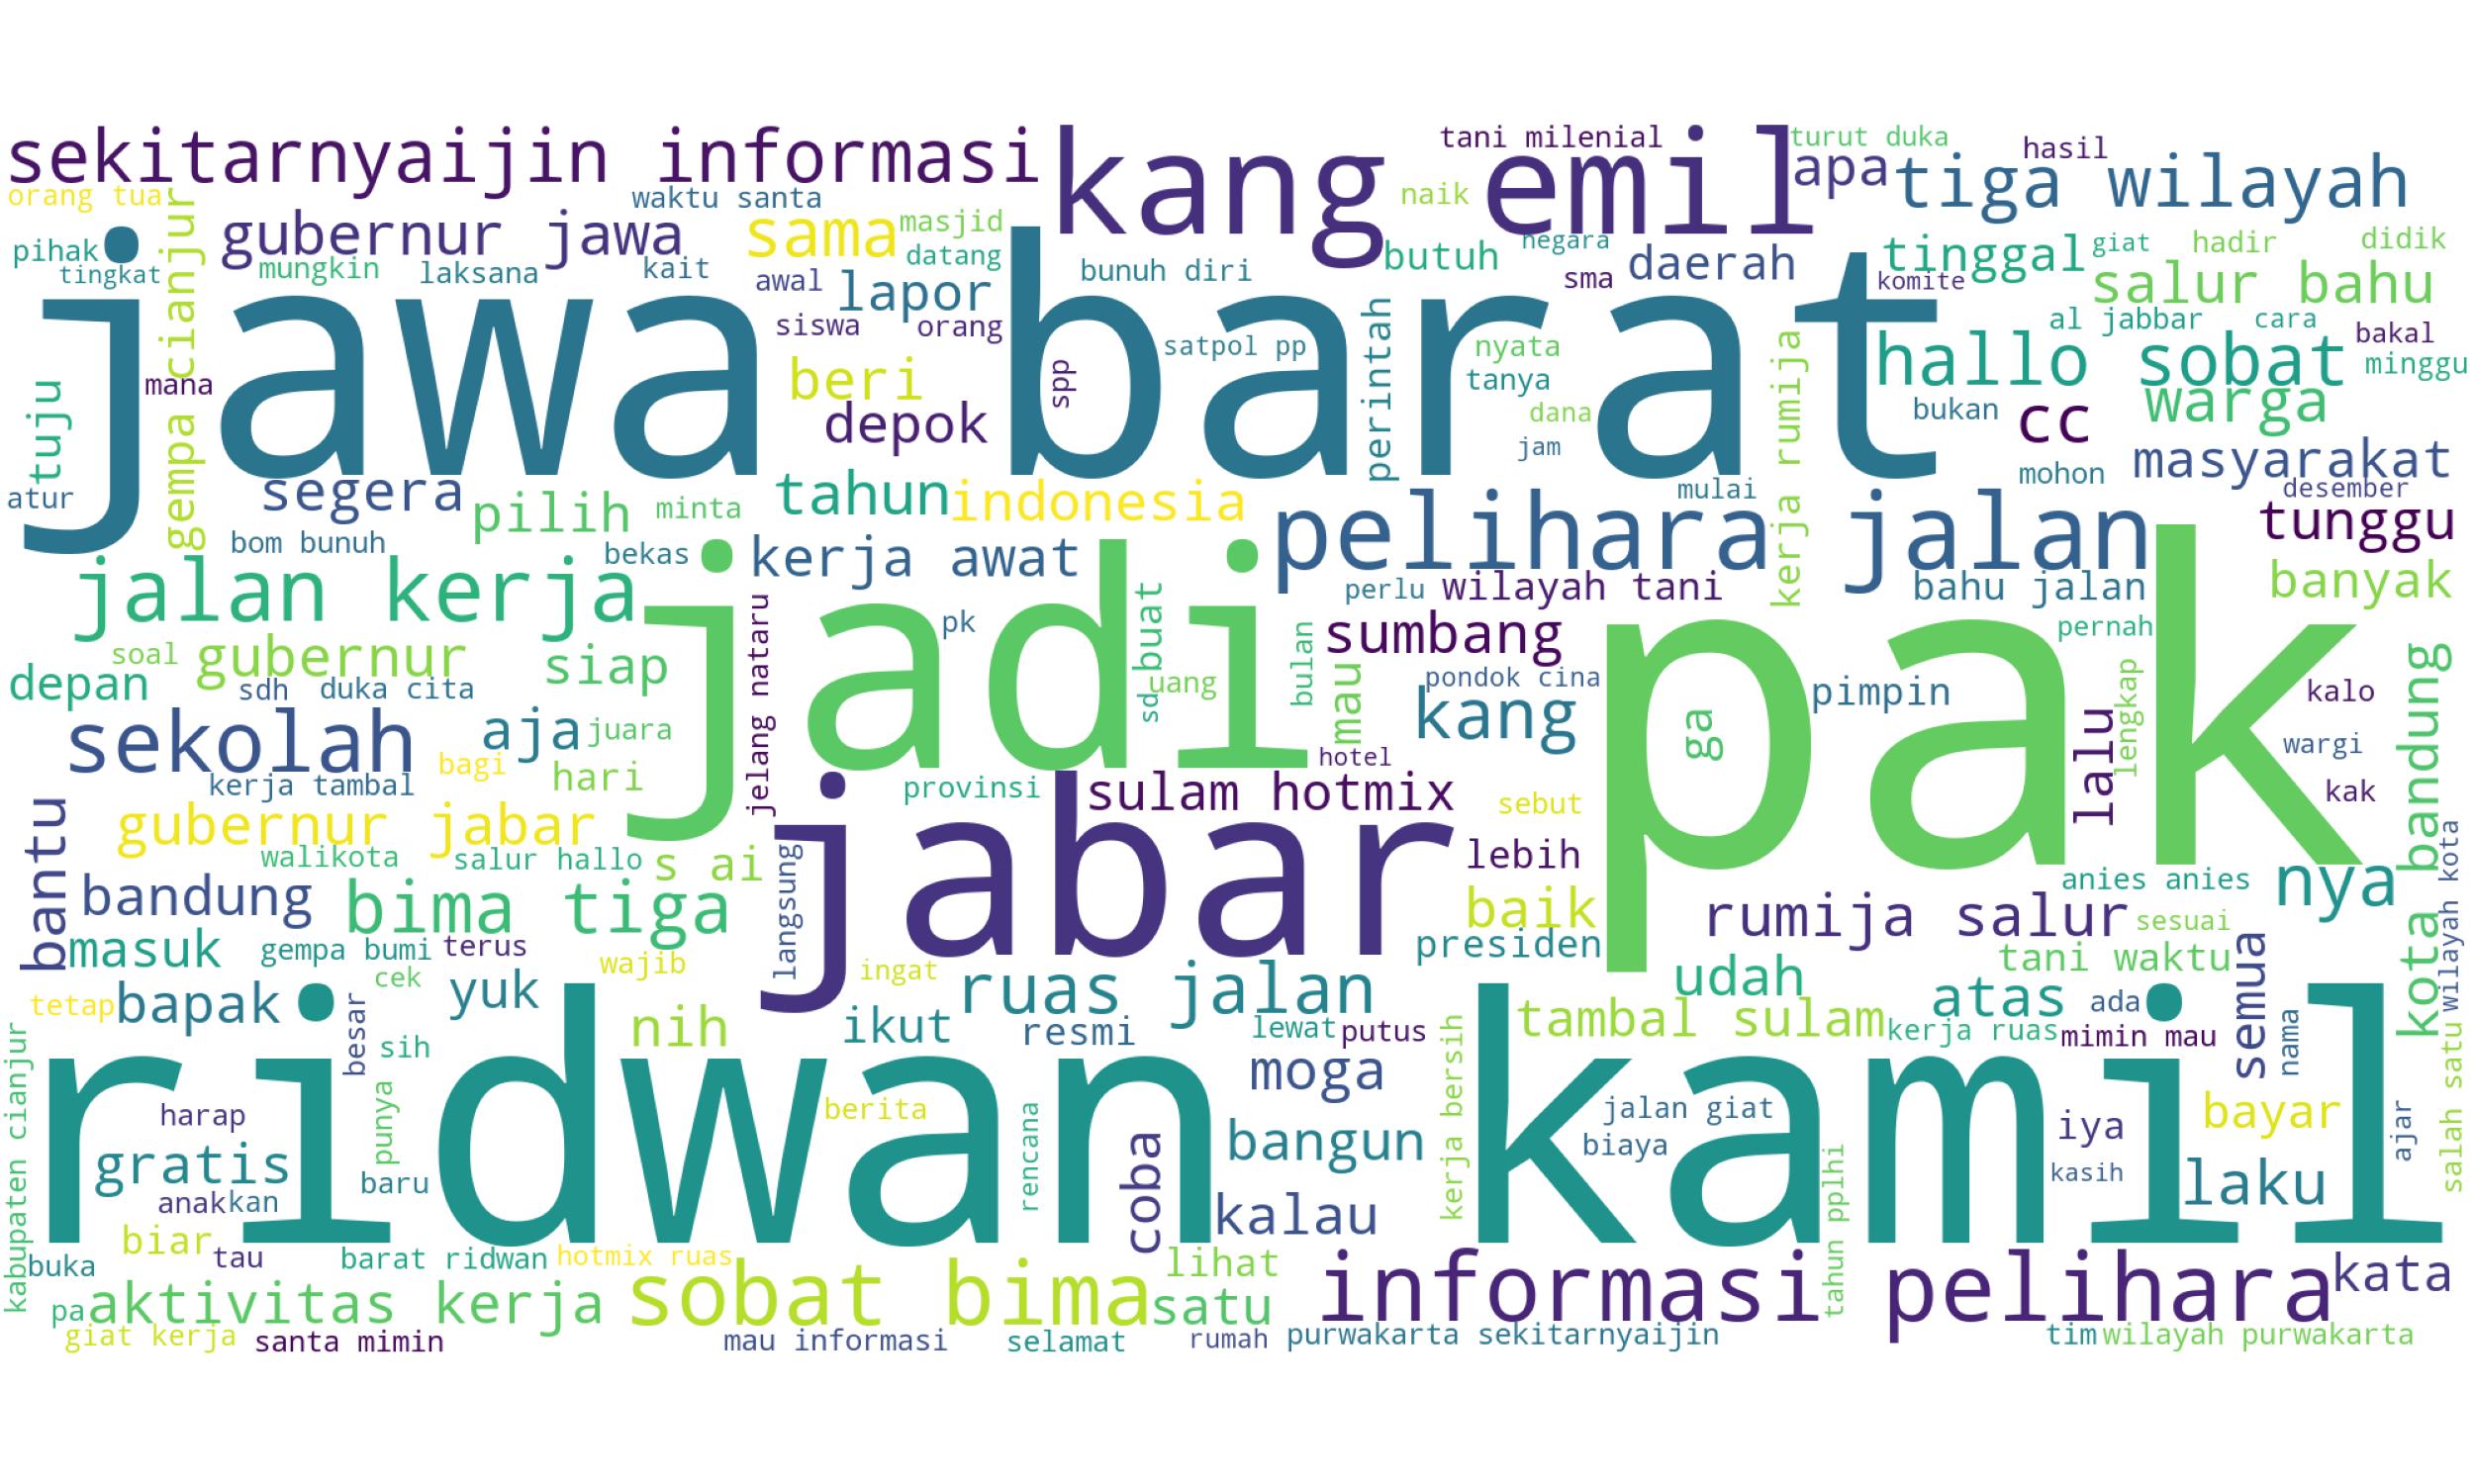 sekitarnyaijin informasi
kang emil
tani milenial
turut duka
hasil
apa
tiga wilayah
orang tua
waktu santa
naik
gempa cianjur
gubernur jawa
sama
masjid
pihak
tingkat
mungkin
laksana
kait
datang
awal
bunuh diri
butuh
negara
sma
daerah
tinggal
giat
hadir
didik
komite
salur bahu
lapor
siswa
orang
jawa barat
satpol pp
perintah
nyata
tanya
kerja rumija
al jabbar
cara
bakal
hallo sobat
minggu
tuju
mana
beri
depok
spp
dana
jam
bukan
cc
warga
atur
segera
pilih
minta
tahun
indonesia
mulai
mohon
masyarakat
desember
bom bunuh
bekas
kerja awat
pelihara jalan
tunggu
jalan kerja
jadi
pk
perlu
wilayah tani
bahu jalan
banyak
soal
gubernur
siap
jelang nataru
buat
sd
uang
bulan
sumbang
pak
pernah
depan
sdh
duka cita
mau
pondok cina
kang
pimpin
ga
lalu
lengkap
kalo
kota bandung
sekolah
aja
juara
hotel
wargi
kerja tambal
bagi
hari
provinsi
sulam hotmix
sebut
kak
bantu
gubernur jabar
jabar
walikota
salur hallo
s ai
langsung
lebih
wilayah kota
bandung
bima tiga
baik
anies anies
nya
rumija salur
sesuai
masuk
gempa bumi
terus
presiden
wajib
ingat
tani waktu
semua
cek
tetap
bapak
yuk
ruas jalan
udah
atas
ada
besar
nih
ikut
resmi
lewat
putus
kerja bersih
tambal sulam
kerja ruas
mimin mau
nama
salah satu
kabupaten cianjur
sih
moga
ridwan kamil
harap
punya
berita
rencana
coba
bangun
jalan giat
biaya
iya
bayar
ajar
gratis
baru
tahun pplhi
kasih
laku
anak
kan
kalau
biar
tau
buka
barat ridwan
hotmix ruas
lihat
pa
aktivitas kerja
sobat bima
satu
informasi pelihara
kata
giat kerja
santa mimin
mau informasi
selamat
rumah
purwakarta sekitarnyaijin
tim
wilayah purwakarta